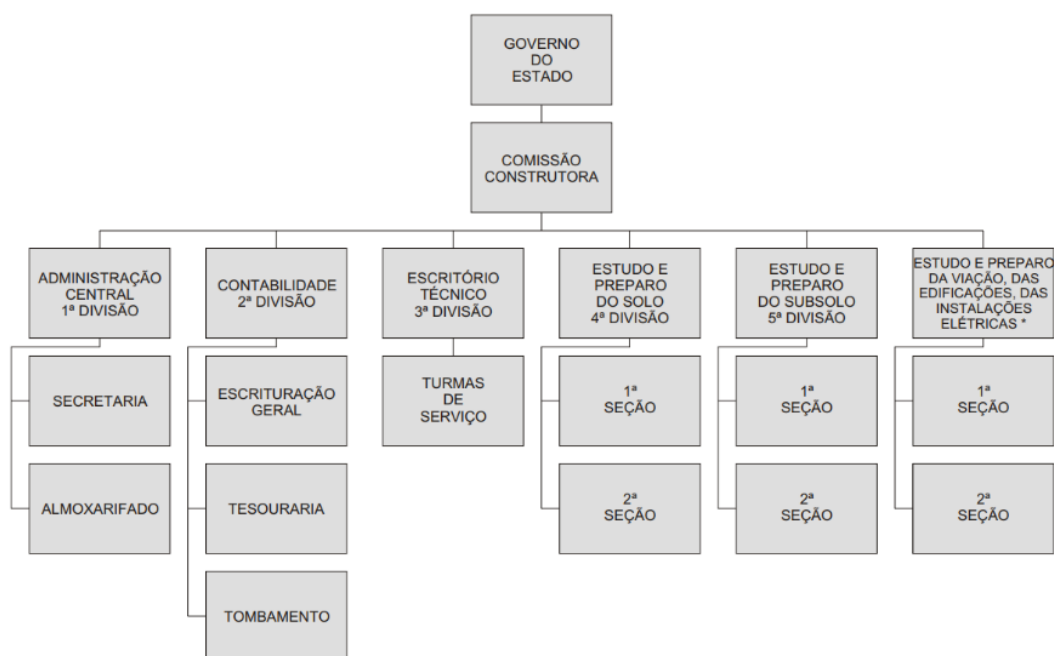 GOVERNO
DO
ESTADO
COMISSÃO
CONSTRUTORA
ADMINISTRAÇÃO
CENTRAL
1ª DIVISÃO
CONTABILIDADE
2ª DIVISÃO
ESCRITÓRIO
TÉCNICO
3ª DIVISÃO
ESTUDO E
PREPARO
DO SOLO
4ª DIVISÃO
ESTUDO E
PREPARO
DO SUBSOLO
5ª DIVISÃO
ESTUDO E PREPARO
DA VIAÇÃO, DAS
EDIFICAÇÕES, DAS
INSTALAÇÕES
ELÉTRICAS *
SECRETARIA
ESCRITURAÇÃO
GERAL
TURMAS
DE
SERVIÇO
1ª
SEÇÃO
1ª
SEÇÃO
1ª
SEÇÃO
ALMOXARIFADO
TESOURARIA
2ª
SEÇÃO
2ª
SEÇÃO
2ª
SEÇÃO
TOMBAMENTO